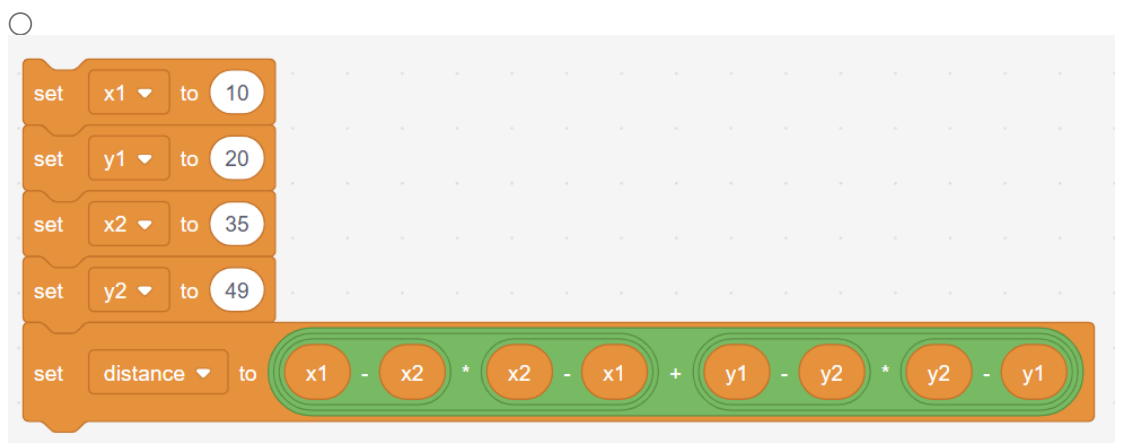 set x1 to 10
set y1 to 20
set x2 to 35
set y2 to 49
set distance to x1 - x2 * x2 - x1 + y1 - y2 * y2 - y1